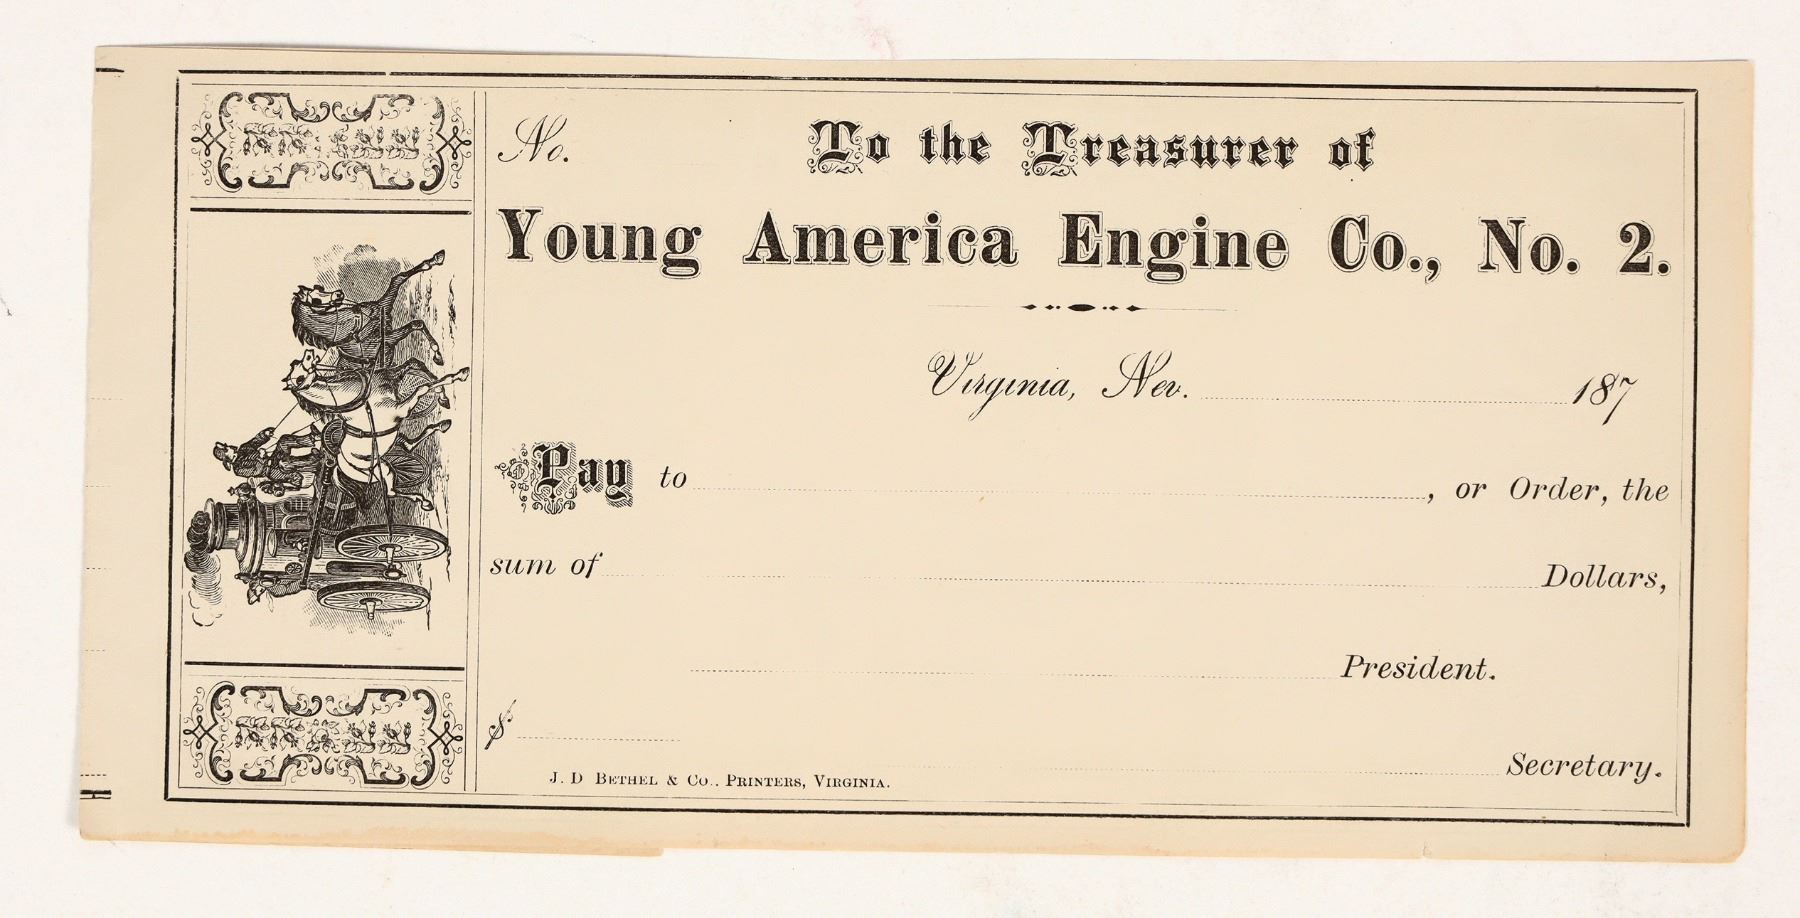 No.
To the Treasurer of
Young America Engine Co., No. 2.
Virginia, Nev. 187
Pay to , or Order, the
sum of Dollars,
President.
$
Secretary.
J. D BETHEL & CO.. PRINTERS, VIRGINIA.